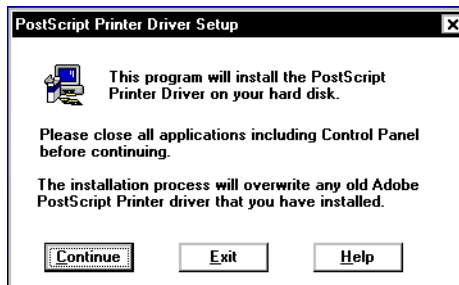 PostScript Printer Driver Setup
This program will install the PostScript
Printer Driver on your hard disk.
Please close all applications including Control Panel
before continuing.
The installation process will overwrite any old Adobe
PostScript Printer driver that you have installed.
Continue Exit Help